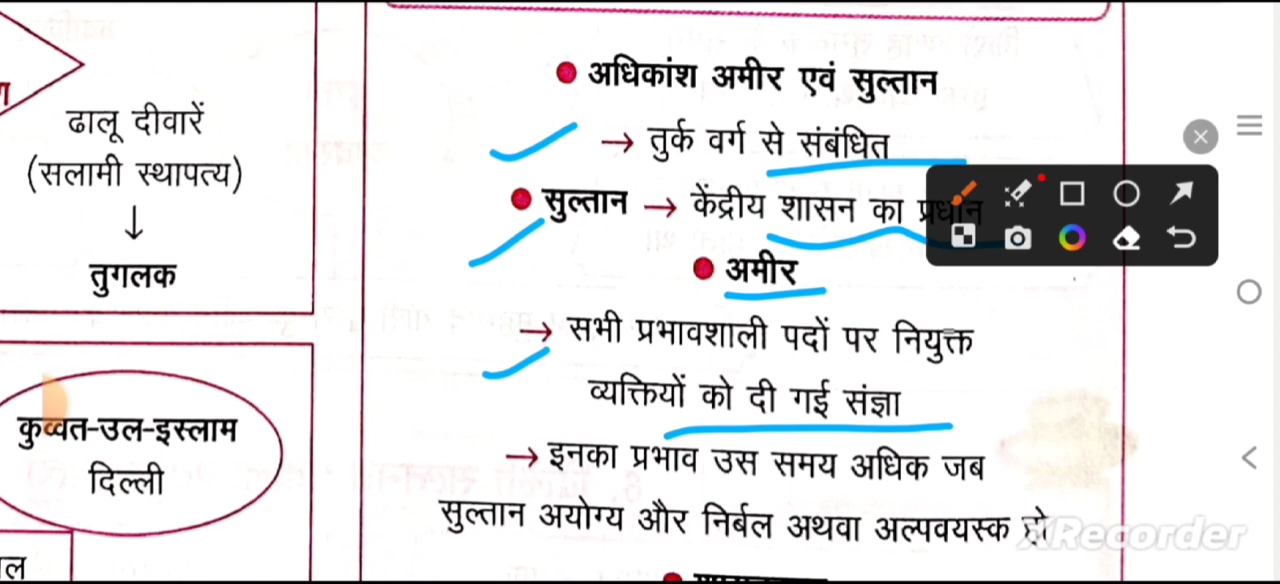 ढालू दीवारें
(सलामी स्थापत्य)
तुगलक
कुव्वत-उल-इस्लाम
दिल्ली
● अधिकांश अमीर एवं सुल्तान
→ तुर्क वर्ग से संबंधित
● सुल्तान → केंद्रीय शासन का प्रधान
● अमीर
→ सभी प्रभावशाली पदों पर नियुक्त
व्यक्तियों को दी गई संज्ञा
→ इनका प्रभाव उस समय अधिक जब
सुल्तान अयोग्य और निर्बल अथवा अल्पवयस्क हो
XRecorder